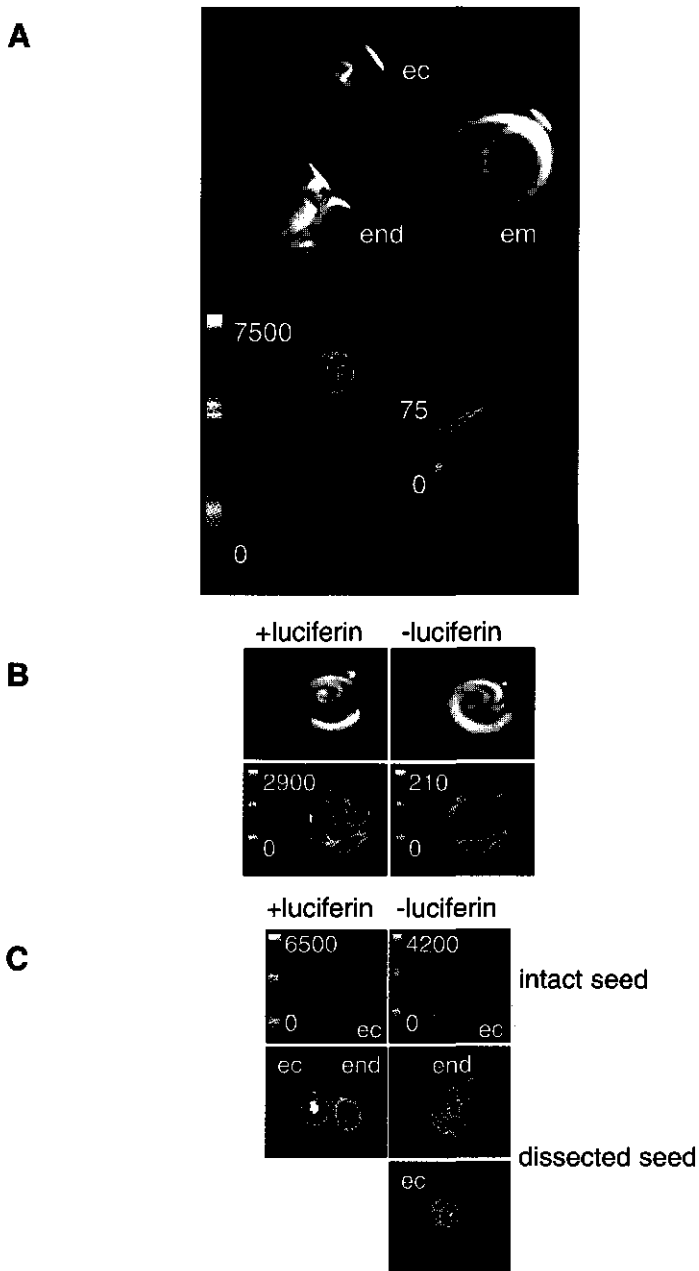 A
ec
end em
7500
75
0
0
+luciferin -luciferin
B
2900 210
0 0
+luciferin -luciferin
C
6500 4200
intact seed
0 ec 0 ec
ec end end
dissected seed
ec